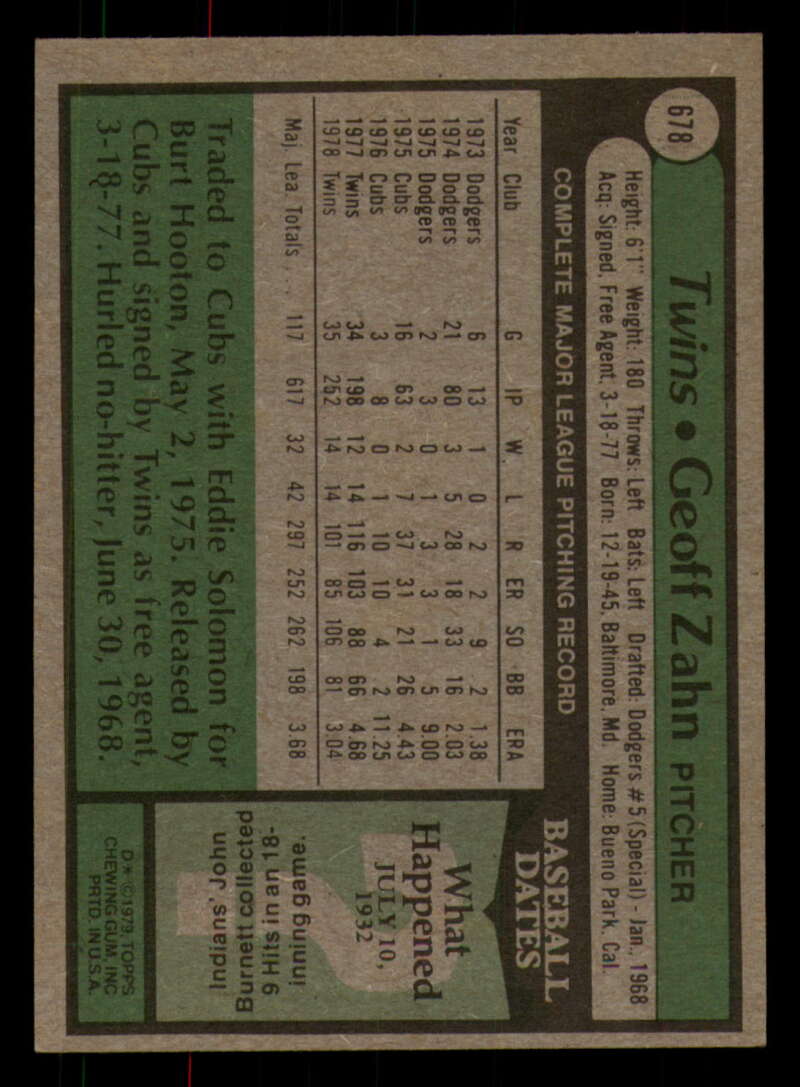 678
Twins • Geoff Zahn PITCHER
Height: 6'1" Weight: 180 Throws: Left Bats: Left Drafted: Dodgers #5 (Special) - Jan., 1968
Acq: Signed, Free Agent, 3-18-77 Born: 12-19-45, Baltimore, Md. Home: Bueno Park, Cal.
COMPLETE MAJOR LEAGUE PITCHING RECORD
Year Club G IP W. L R ER SO BB ERA
1973 Dodgers 6 13 1 0 2 2 9 2 1.38
1974 Dodgers 21 80 3 5 28 18 33 16 2.03
1975 Dodgers 2 3 0 1 3 3 1 5 9.00
1975 Cubs 16 63 2 7 37 31 21 26 4.43
1976 Cubs 3 8 0 1 10 10 4 2 11.25
1977 Twins 34 198 12 14 116 103 88 66 4.68
1978 Twins 35 252 14 14 101 85 106 81 3.04
Maj. Lea. Totals . . . 117 617 32 42 297 252 262 198 3.68
Traded to Cubs with Eddie Solomon for
Burt Hooton, May 2, 1975. Released by
Cubs and signed by Twins as free agent,
3-18-77. Hurled no-hitter, June 30, 1968.
BASEBALL
DATES
What
Happened
JULY 10,
1932
?
Indians' John
Burnett collected
9 Hits in an 18-
inning game.
D* © 1979. TOPPS
CHEWING GUM, INC
PRTD. IN U.S.A.